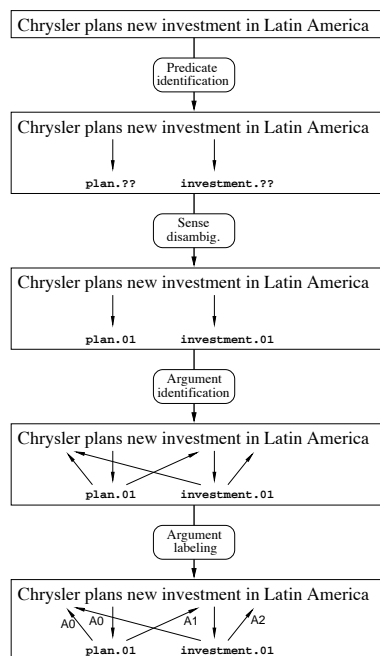 Chrysler plans new investment in Latin America
Predicate
identification
Chrysler plans new investment in Latin America
plan.?? investment.??
Sense
disambig.
Chrysler plans new investment in Latin America
plan.01 investment.01
Argument
identification
Chrysler plans new investment in Latin America
plan.01 investment.01
Argument
labeling
Chrysler plans new investment in Latin America
A0 A0 A1 A2
plan.01 investment.01